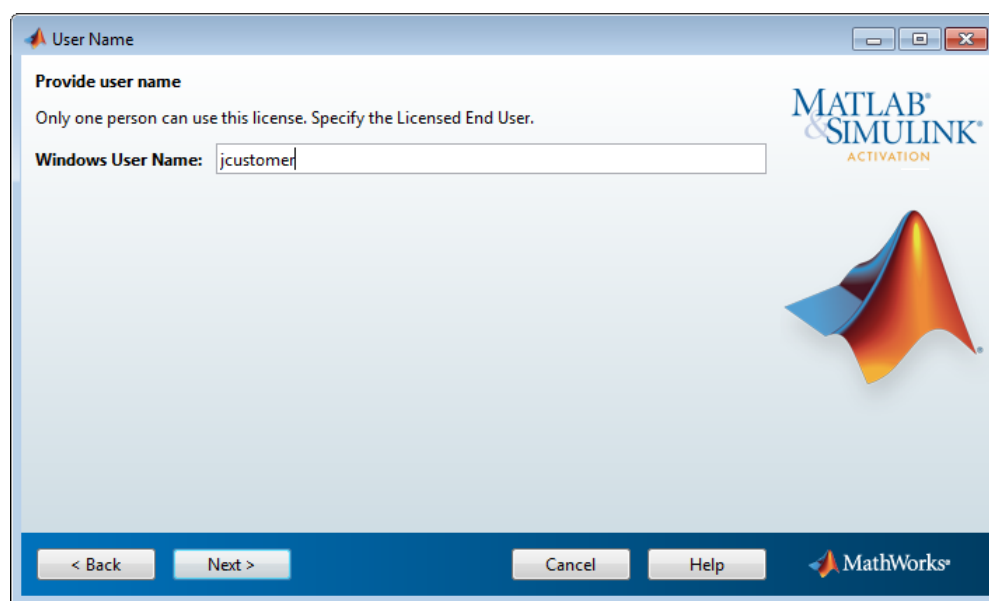 User Name
Provide user name
Only one person can use this license. Specify the Licensed End User.
Windows User Name: jcustomer
MATLAB®
&SIMULINK®
ACTIVATION
®
< Back Next > Cancel Help MathWorks®